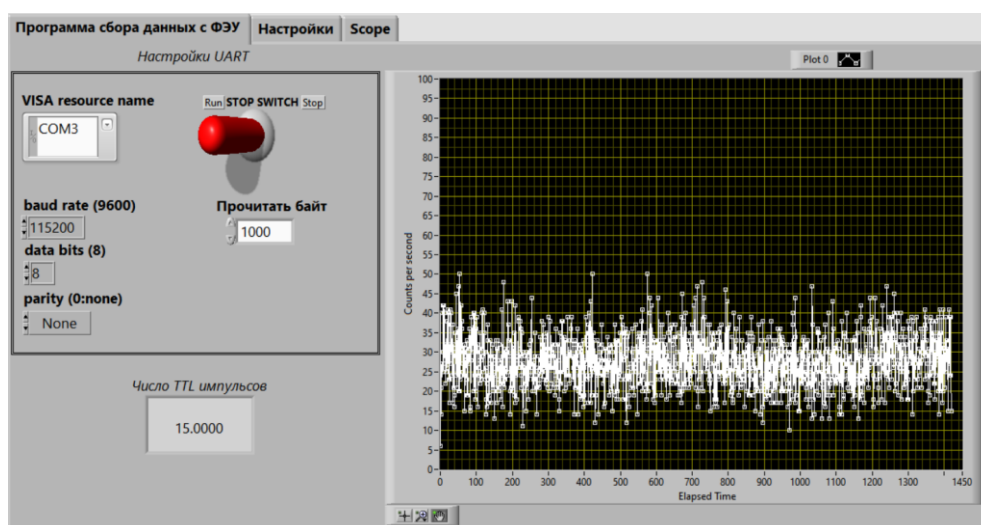 Программа сбора данных с ФЭУ Настройки Scope
Настройки UART
VISA resource name
COM3
Run STOP SWITCH Stop
baud rate (9600)
115200
Прочитать байт
1000
data bits (8)
8
parity (0:none)
None
Число TTL импульсов
15.0000
Plot 0
Counts per second
100
95
90
85
80
75
70
65
60
55
50
45
40
35
30
25
20
15
10
5
0
0 100 200 300 400 500 600 700 800 900 1000 1100 1200 1300 1450
Elapsed Time